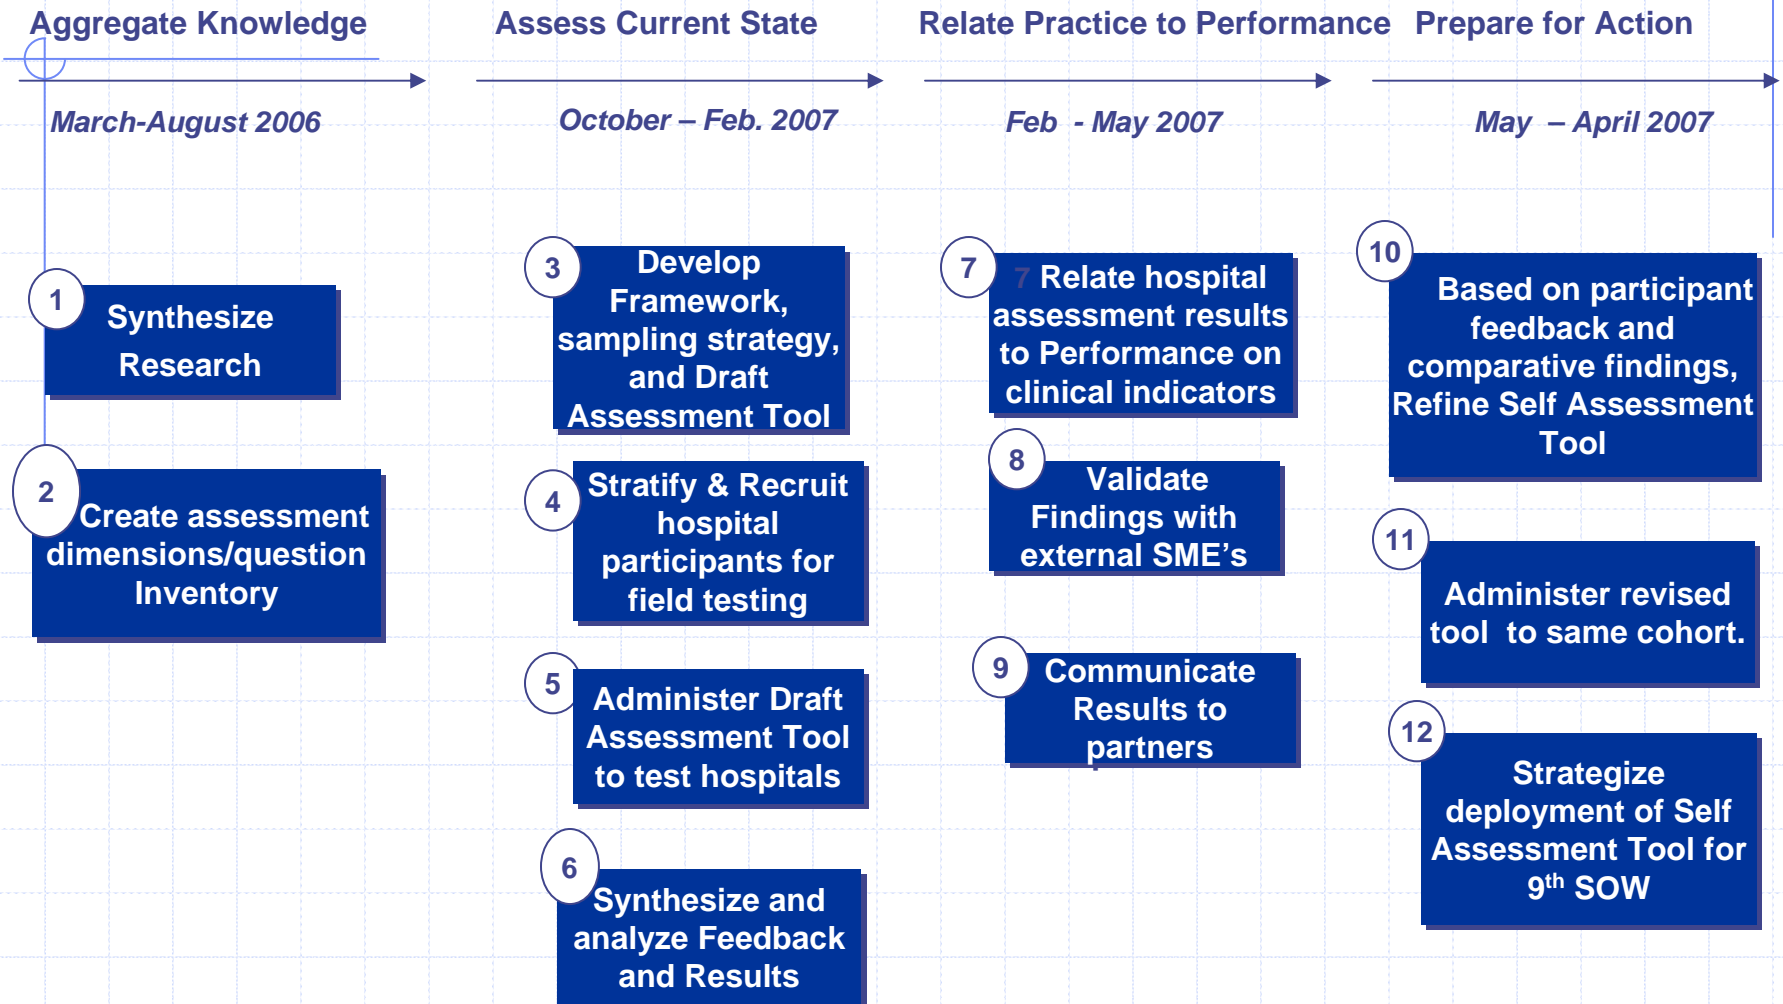 Aggregate Knowledge
March-August 2006
1
Synthesize
Research
2
Create assessment
dimensions/question
Inventory
Assess Current State
October – Feb. 2007
3
Develop
Framework,
sampling strategy,
and Draft
Assessment Tool
4
Stratify & Recruit
hospital
participants for
field testing
5
Administer Draft
Assessment Tool
to test hospitals
6
Synthesize and
analyze Feedback
and Results
Relate Practice to Performance
Feb - May 2007
7
7 Relate hospital
assessment results
to Performance on
clinical indicators
8
Validate
Findings with
external SME’s
9
Communicate
Results to
partners
Prepare for Action
May – April 2007
10
Based on participant
feedback and
comparative findings,
Refine Self Assessment
Tool
11
Administer revised
tool to same cohort.
12
Strategize
deployment of Self
Assessment Tool for
9th SOW